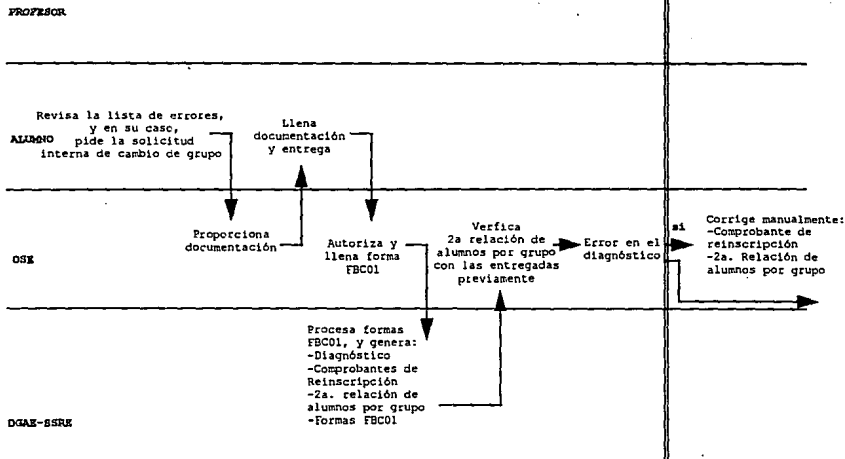 PROFESOR
Revisa la lista de errores,
y en su caso,
ALUMNO pide la solicitud
interna de cambio de grupo
Llena
documentación
y entrega
OSE
Proporciona
documentación
Autoriza y
llena forma
FBC01
Verfica
2a relación de
alumnos por grupo
con las entregadas
previamente
Error en el
diagnóstico
si
Corrige manualmente:
-Comprobante de
reinscripción
-2a. Relación de
alumnos por grupo
DGAE-SSRE
Procesa formas
FBC01, y genera:
-Diagnóstico
-Comprobantes de
Reinscripción
-2a. relación de
alumnos por grupo
-Formas FBC01